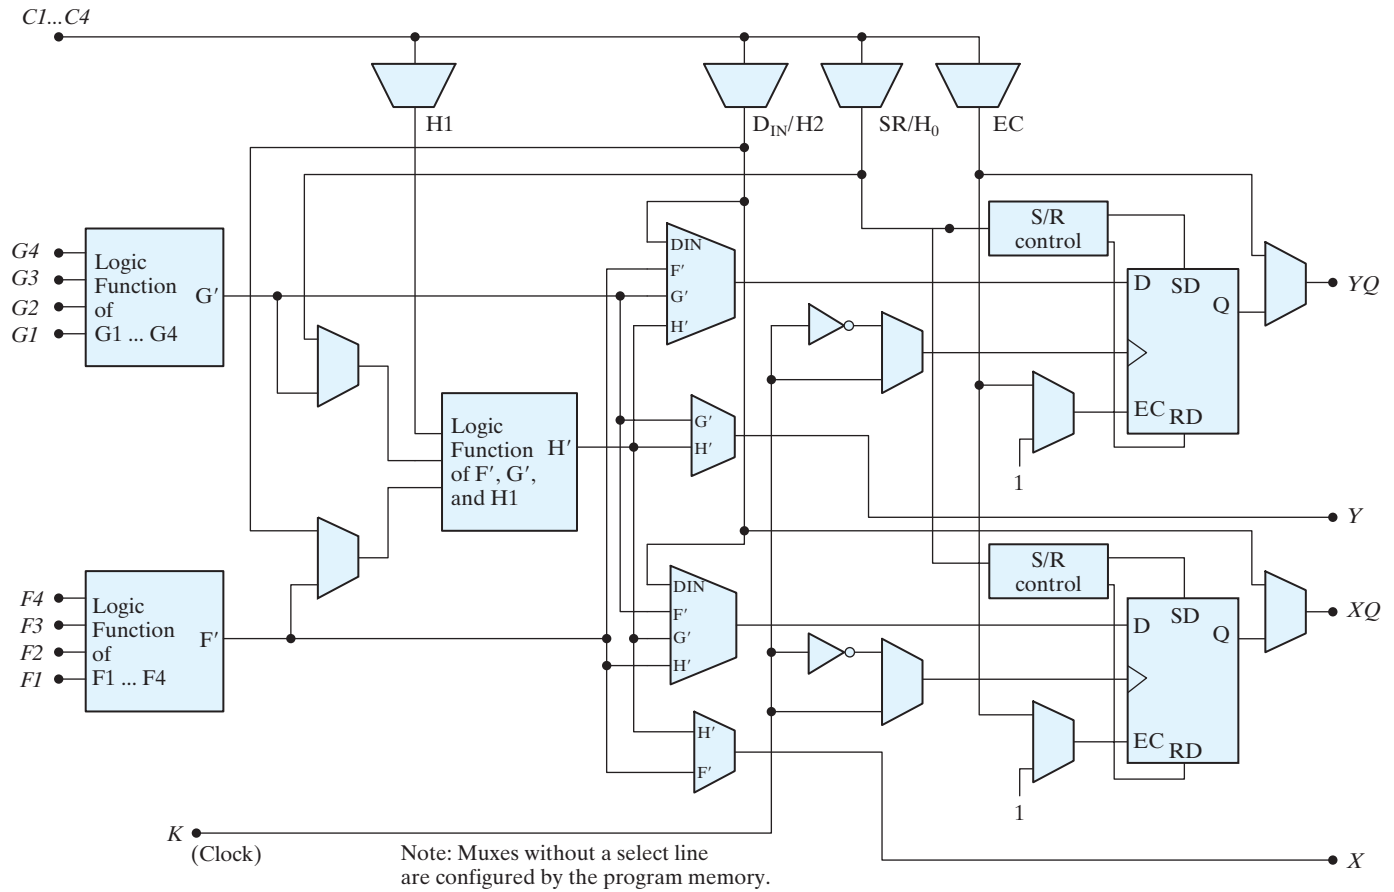 C1...C4
H1
D_IN/H2
SR/H_0
EC
S/R
control
G4
G3
G2
G1
Logic
Function
of
G1 ... G4
G′
DIN
F′
G′
H′
D
SD
Q
EC
RD
YQ
1
Logic
Function
of F′, G′,
and H1
H′
G′
H′
Y
F4
F3
F2
F1
Logic
Function
of
F1 ... F4
F′
DIN
F′
G′
H′
S/R
control
D
SD
Q
EC
RD
XQ
1
H′
F′
K
(Clock)
Note: Muxes without a select line
are configured by the program memory.
X